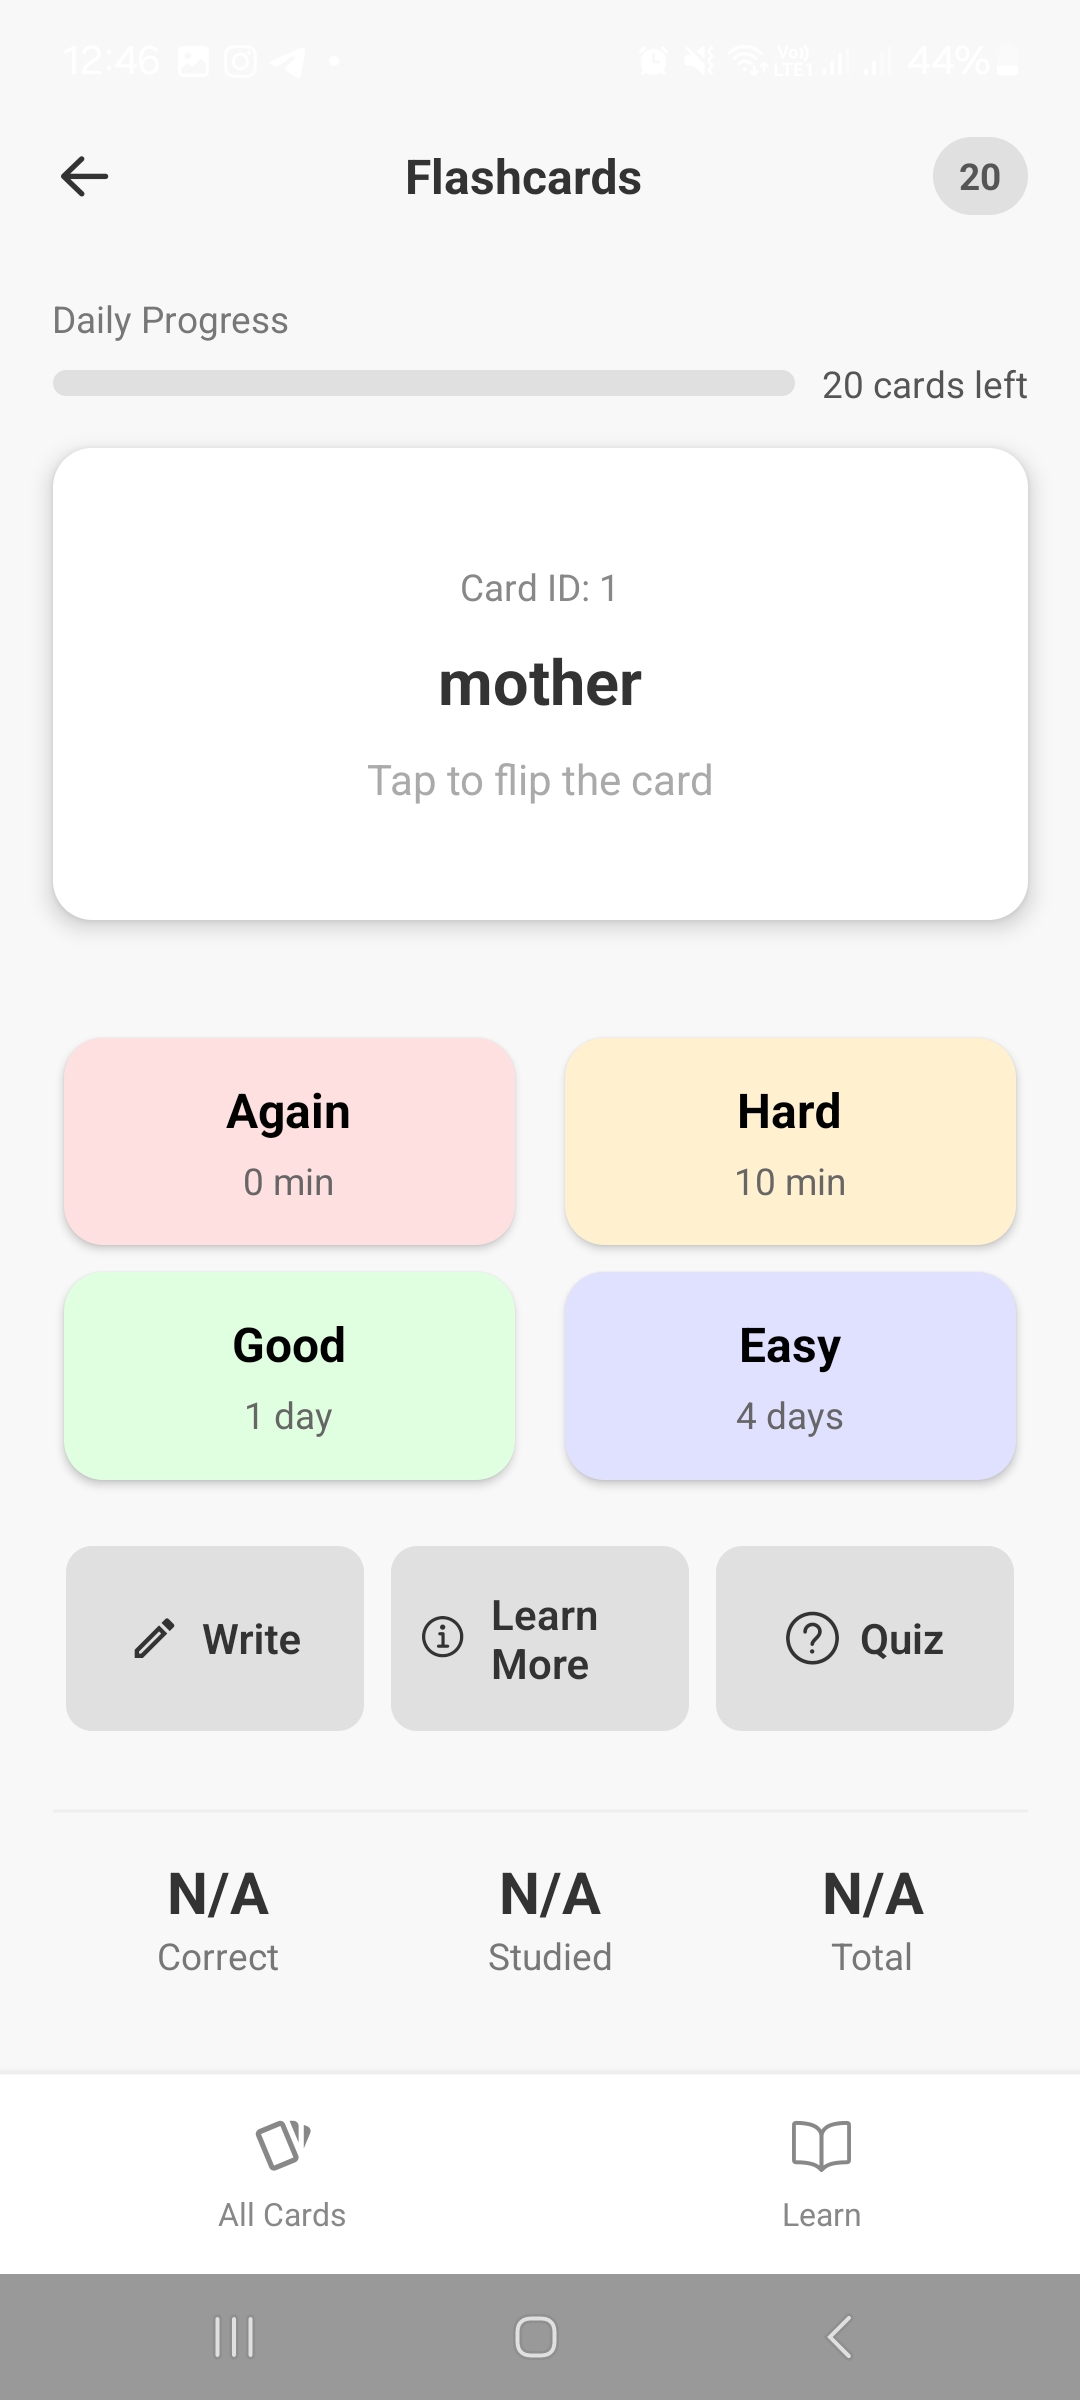 12:46
Vo)) LTE1
44%
Flashcards
20
Daily Progress
20 cards left
Card ID: 1
mother
Tap to flip the card
Again
Hard
0 min
10 min
Good
Easy
1 day
4 days
Write
Learn
More
Quiz
N/A
N/A
N/A
Correct
Studied
Total
All Cards
Learn